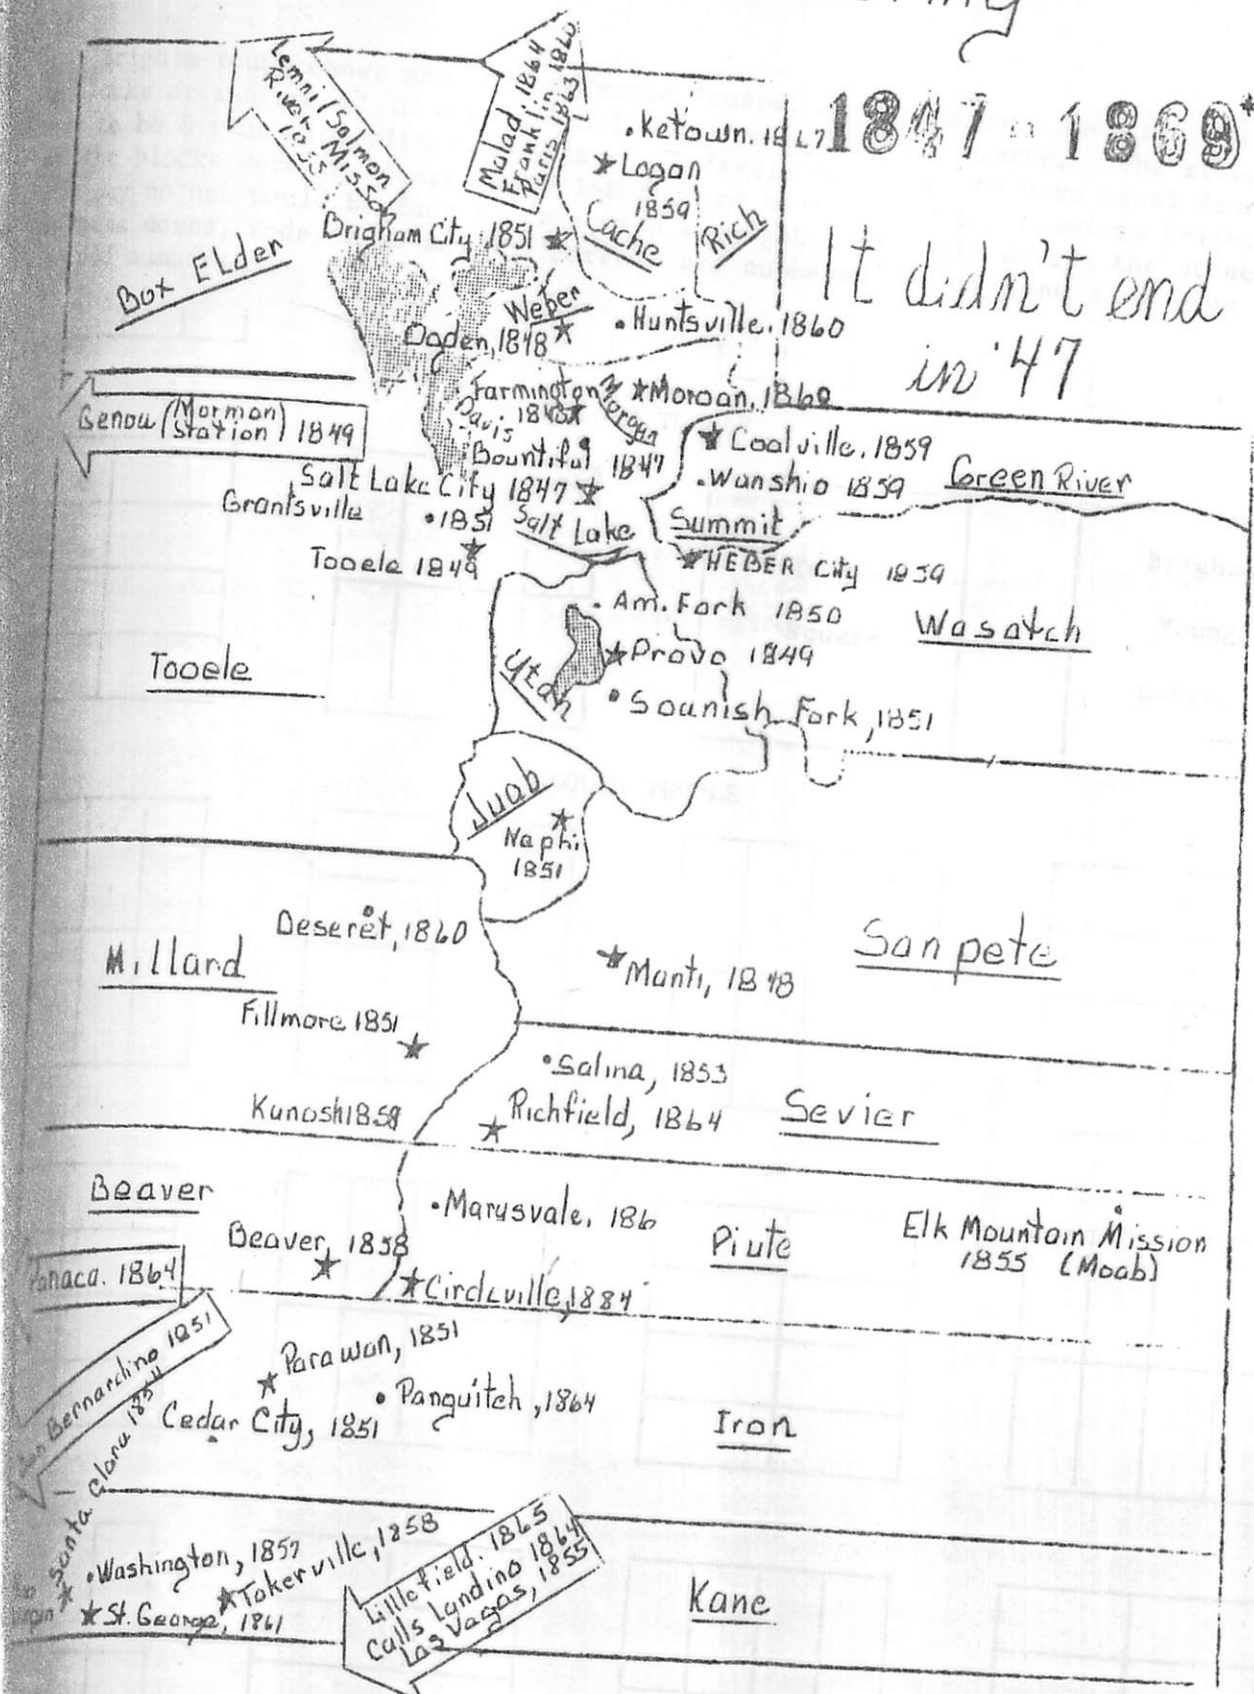 1847 - 1869*
It didn't end
in '47
Lemhi/Salmon
River Misson
1855
Malad 1864
Franklin 1860
Paris 1863
•Ketown. 1867
Logan
1859
Cache
Rich
Brigham City, 1851
Box Elder
Weber
Ogden, 1848
•Huntsville. 1860
Genoa (Mormon Station) 1849
Farmington
1848
Davis
Morgan
Morgan, 1860
Bountiful 1847
Coalville. 1859
•Wanship 1859
Green River
Salt Lake City 1847
Grantsville
•1851
Salt Lake
Summit
Tooele 1849
HEBER City 1859
Am. Fork 1850
Wasatch
Provo 1849
Tooele
Utah
•Spanish Fork, 1851
Juab
Nephi
1851
Deseret, 1860
Millard
Sanpete
Manti, 1848
Fillmore 1851
•Salina, 1853
Kanosh 1859
Richfield, 1864
Sevier
Beaver
•Marysvale. 186
Piute
Elk Mountain Mission
1855 (Moab)
Beaver, 1858
Panaca. 1864
Circleville, 1884
San Bernardino 1851
Parawan, 1851
•Panguitch, 1864
Cedar City, 1851
Iron
Santa Clara 1854
•Washington, 1857
Tokerville, 1858
St. George, 1861
Littlefield. 1865
Calls Landing 1864
Las Vagas, 1855
Kane